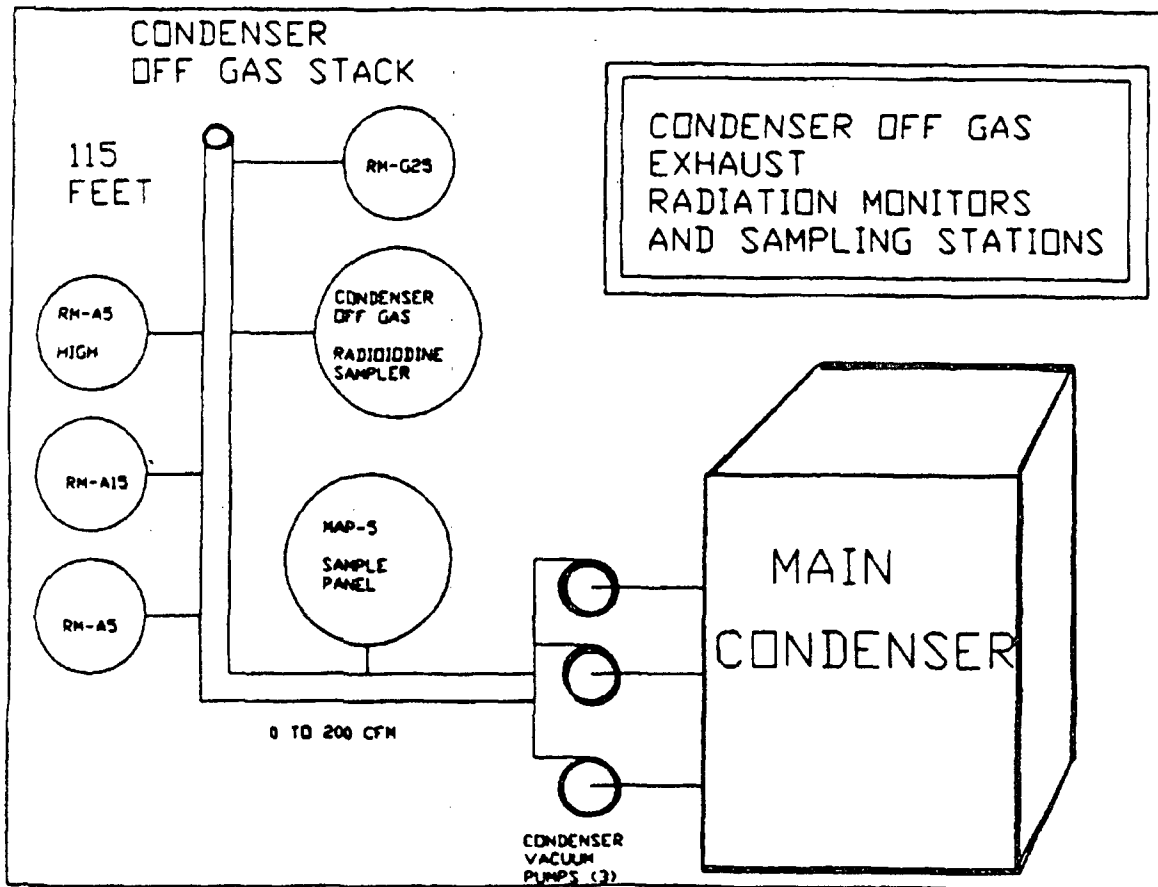 CONDENSER
OFF GAS STACK
115
FEET
RM-G25
CONDENSER OFF GAS
EXHAUST
RADIATION MONITORS
AND SAMPLING STATIONS
RM-A5
HIGH
CONDENSER
OFF GAS
RADIOIODINE
SAMPLER
RM-A15
MAP-5
SAMPLE
PANEL
RM-A5
MAIN
CONDENSER
0 TO 200 CFM
CONDENSER
VACUUM
PUMPS (3)